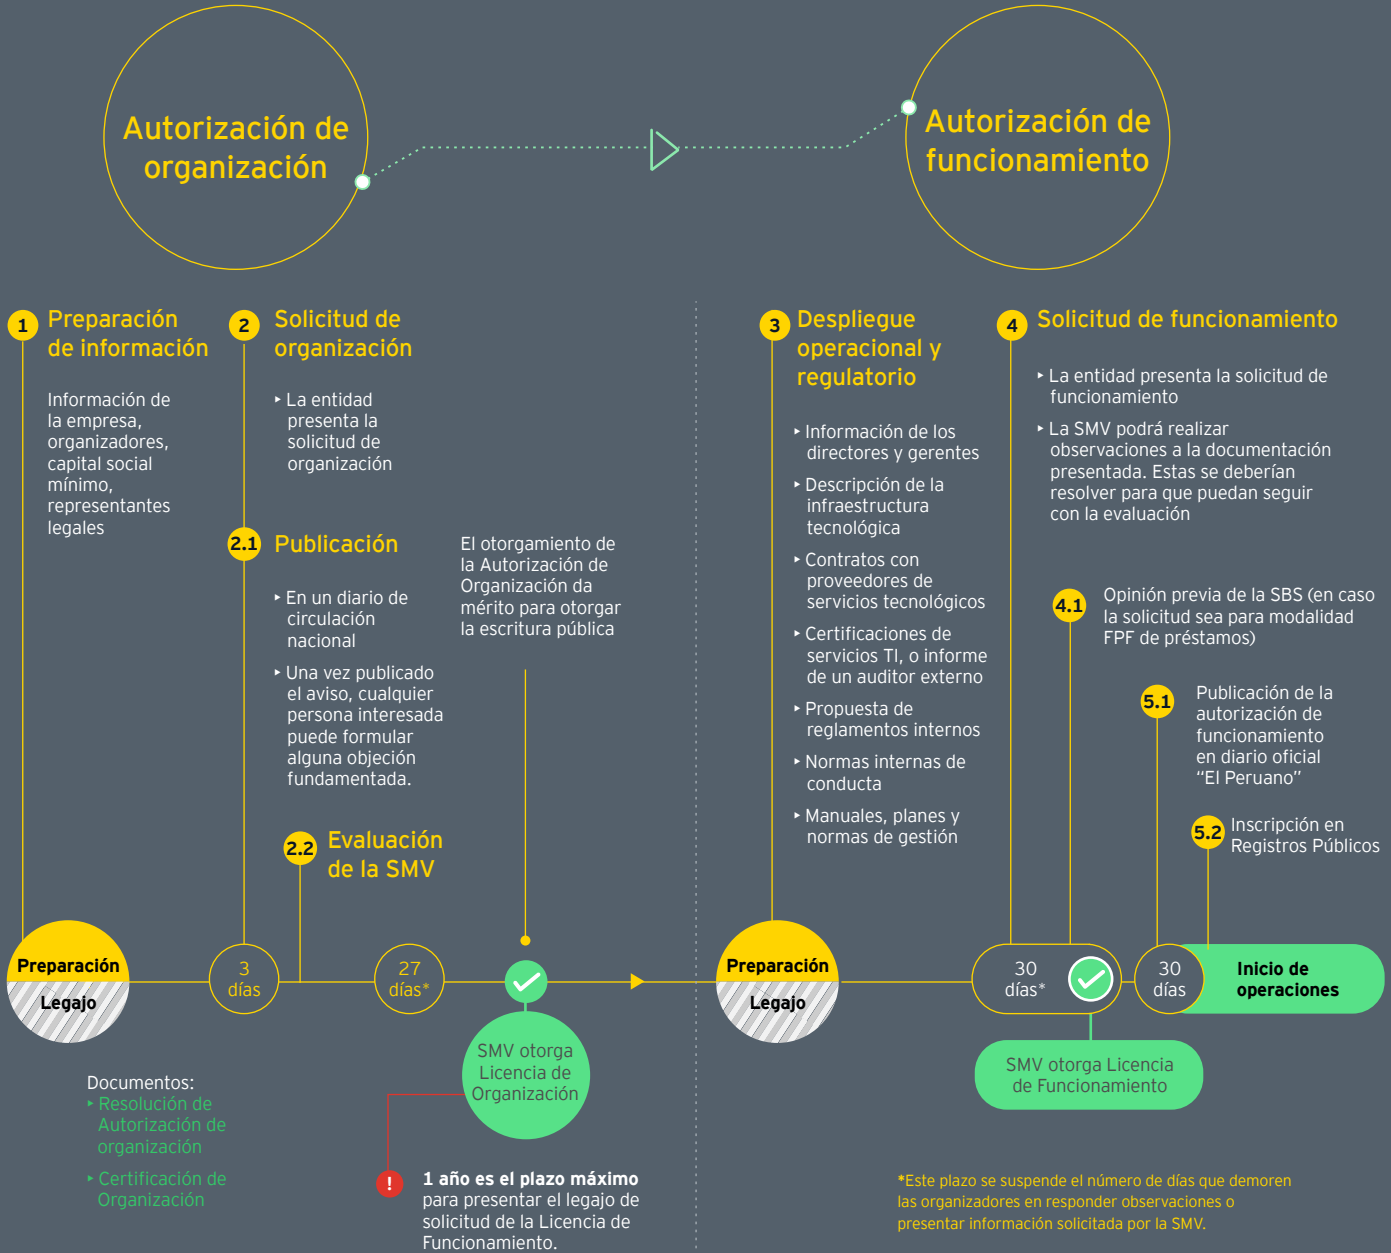 Autorización de
organización
Autorización de
funcionamiento
1
Preparación
de información
Información de
la empresa,
organizadores,
capital social
mínimo,
representantes
legales
2
Solicitud de
organización
‣ La entidad
presenta la
solicitud de
organización
2.1
Publicación
‣ En un diario de
circulación
nacional
‣ Una vez publicado
el aviso, cualquier
persona interesada
puede formular
alguna objeción
fundamentada.
2.2
Evaluación
de la SMV
El otorgamiento de
la Autorización de
Organización da
mérito para otorgar
la escritura pública
3
Despliegue
operacional y
regulatorio
‣ Información de los
directores y gerentes
‣ Descripción de la
infraestructura
tecnológica
‣ Contratos con
proveedores de
servicios tecnológicos
‣ Certificaciones de
servicios TI, o informe
de un auditor externo
‣ Propuesta de
reglamentos internos
‣ Normas internas de
conducta
‣ Manuales, planes y
normas de gestión
4
Solicitud de funcionamiento
‣ La entidad presenta la solicitud de
funcionamiento
‣ La SMV podrá realizar
observaciones a la documentación
presentada. Estas se deberían
resolver para que puedan seguir
con la evaluación
4.1
Opinión previa de la SBS (en caso
la solicitud sea para modalidad
FPF de préstamos)
5.1
Publicación de la
autorización de
funcionamiento
en diario oficial
“El Peruano”
5.2
Inscripción en
Registros Públicos
Preparación
Legajo
3
días
27
días*
SMV otorga
Licencia de
Organización
Preparación
Legajo
30
días*
30
días
Inicio de
operaciones
SMV otorga Licencia
de Funcionamiento
Documentos:
‣ Resolución de
Autorización de
organización
‣ Certificación de
Organización
!
1 año es el plazo máximo
para presentar el legajo de
solicitud de la Licencia de
Funcionamiento.
*Este plazo se suspende el número de días que demoren
las organizadores en responder observaciones o
presentar información solicitada por la SMV.